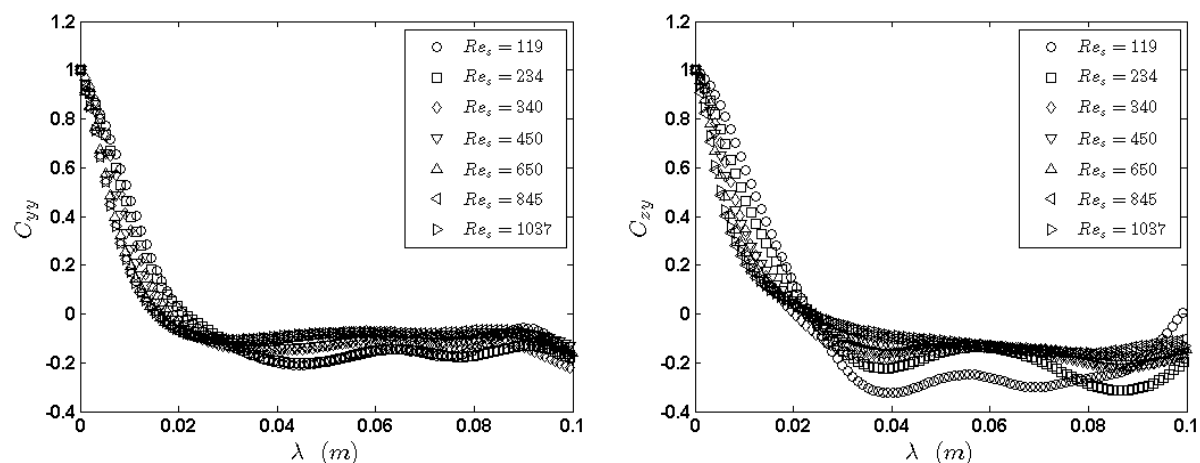 1.2
1
0.8
0.6
0.4
0.2
0
-0.2
-0.4
C_yy
0
0.02
0.04
0.06
0.08
0.1
λ (m)
Re_s = 119
Re_s = 234
Re_s = 340
Re_s = 450
Re_s = 650
Re_s = 845
Re_s = 1037
1.2
1
0.8
0.6
0.4
0.2
0
-0.2
-0.4
C_zy
0
0.02
0.04
0.06
0.08
0.1
λ (m)
Re_s = 119
Re_s = 234
Re_s = 340
Re_s = 450
Re_s = 650
Re_s = 845
Re_s = 1037